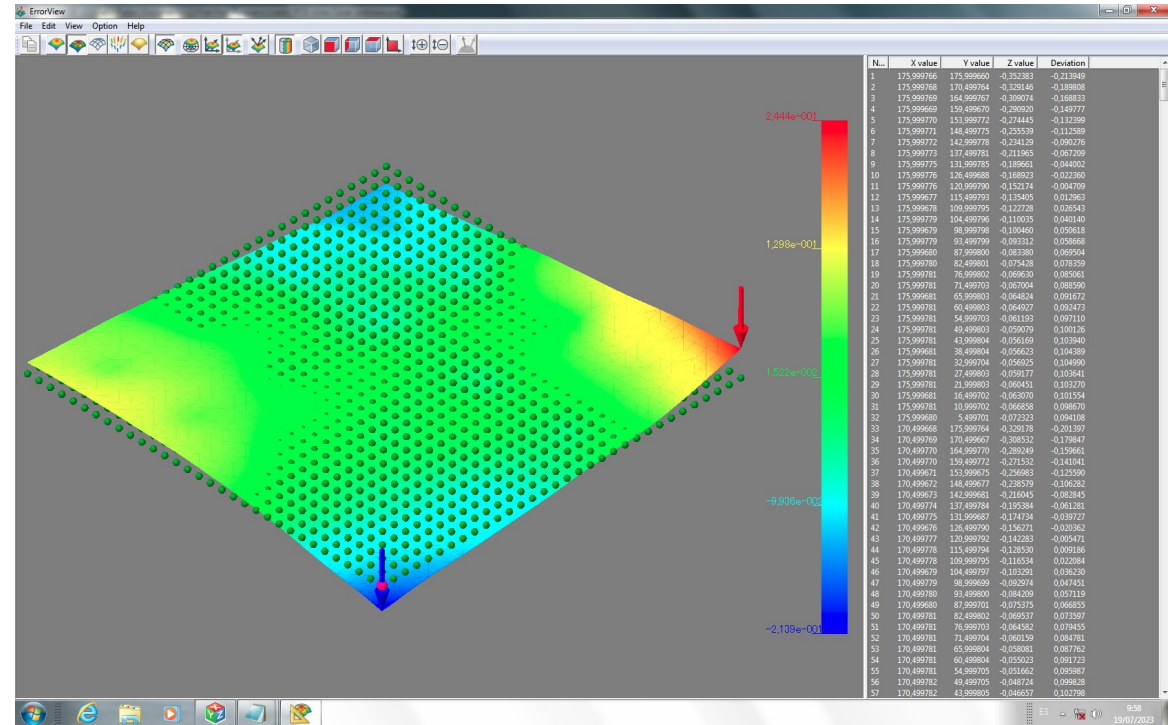 ErrorView
File Edit View Option Help
2,444e-001
1,298e-001
1,522e-002
-9,936e-002
-2,139e-001
N... X value Y value Z value Deviation
1 175,999766 175,999660 -0,352383 -0,213949
2 175,999768 170,499764 -0,329146 -0,189808
3 175,999769 164,999767 -0,309074 -0,168833
4 175,999669 159,499670 -0,290920 -0,149777
5 175,999770 153,999772 -0,274445 -0,132399
6 175,999771 148,499775 -0,255539 -0,112589
7 175,999772 142,999778 -0,234129 -0,090276
8 175,999773 137,499781 -0,211965 -0,067209
9 175,999775 131,999785 -0,189661 -0,044002
10 175,999776 126,499688 -0,168923 -0,022360
11 175,999776 120,999790 -0,152174 -0,004709
12 175,999677 115,499793 -0,135405 0,012963
13 175,999678 109,999795 -0,122728 0,026543
14 175,999779 104,499796 -0,110035 0,040140
15 175,999679 98,999798 -0,100460 0,050618
16 175,999779 93,499799 -0,093312 0,058668
17 175,999680 87,999800 -0,083380 0,069504
18 175,999780 82,499801 -0,075428 0,078359
19 175,999781 76,999802 -0,069630 0,085061
20 175,999781 71,499703 -0,067004 0,088590
21 175,999681 65,999803 -0,064824 0,091672
22 175,999781 60,499803 -0,064927 0,092473
23 175,999781 54,999703 -0,061193 0,097110
24 175,999781 49,499803 -0,059079 0,100126
25 175,999781 43,999804 -0,056169 0,103940
26 175,999681 38,499804 -0,056623 0,104389
27 175,999781 32,999704 -0,056925 0,104990
28 175,999781 27,499803 -0,059177 0,103641
29 175,999781 21,999803 -0,060451 0,103270
30 175,999681 16,499702 -0,063070 0,101554
31 175,999781 10,999702 -0,066858 0,098670
32 175,999680 5,499701 -0,072323 0,094108
33 170,499668 175,999764 -0,329178 -0,201397
34 170,499769 170,499667 -0,308532 -0,179847
35 170,499770 164,999770 -0,289249 -0,159661
36 170,499770 159,499772 -0,271532 -0,141041
37 170,499671 153,999675 -0,256983 -0,125590
38 170,499672 148,499677 -0,238579 -0,106282
39 170,499673 142,999681 -0,216045 -0,082845
40 170,499774 137,499784 -0,195384 -0,061281
41 170,499775 131,999687 -0,174734 -0,039727
42 170,499676 126,499790 -0,156271 -0,020362
43 170,499777 120,999792 -0,142283 -0,005471
44 170,499778 115,499794 -0,128530 0,009186
45 170,499778 109,999795 -0,116534 0,022084
46 170,499679 104,499797 -0,103291 0,036230
47 170,499779 98,999699 -0,092974 0,047451
48 170,499780 93,499800 -0,084209 0,057119
49 170,499680 87,999701 -0,075375 0,066855
50 170,499781 82,499802 -0,069537 0,073597
51 170,499781 76,999703 -0,064582 0,079455
52 170,499781 71,499704 -0,060159 0,084781
53 170,499781 65,999804 -0,058081 0,087762
54 170,499781 60,499804 -0,055023 0,091723
55 170,499781 54,999705 -0,051662 0,095987
56 170,499782 49,499705 -0,048724 0,099828
57 170,499782 43,999805 -0,046657 0,102798
ES
9:58
19/07/2023